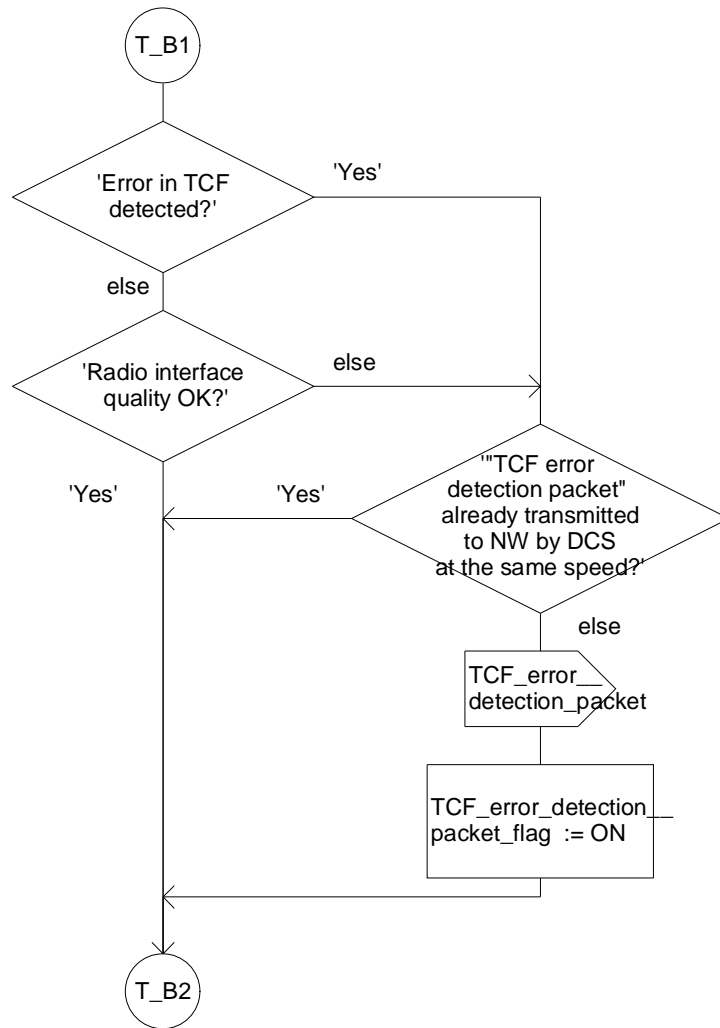 T_B1
'Error in TCF
detected?'
'Yes'
else
'Radio interface
quality OK?'
else
'Yes'
'Yes'
'"TCF error
detection packet"
already transmitted
to NW by DCS
at the same speed?'
else
TCF_error__
detection_packet
TCF_error_detection__
packet_flag := ON
T_B2